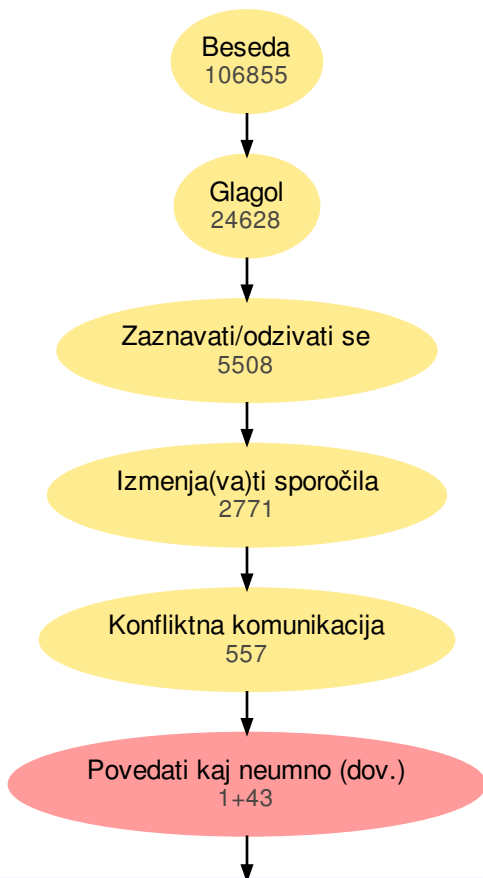 Beseda
106855
Glagol
24628
Zaznavati/odzivati se
5508
Izmenja(va)ti sporočila
2771
Konfliktna komunikacija
557
Povedati kaj neumno (dov.)
1+43